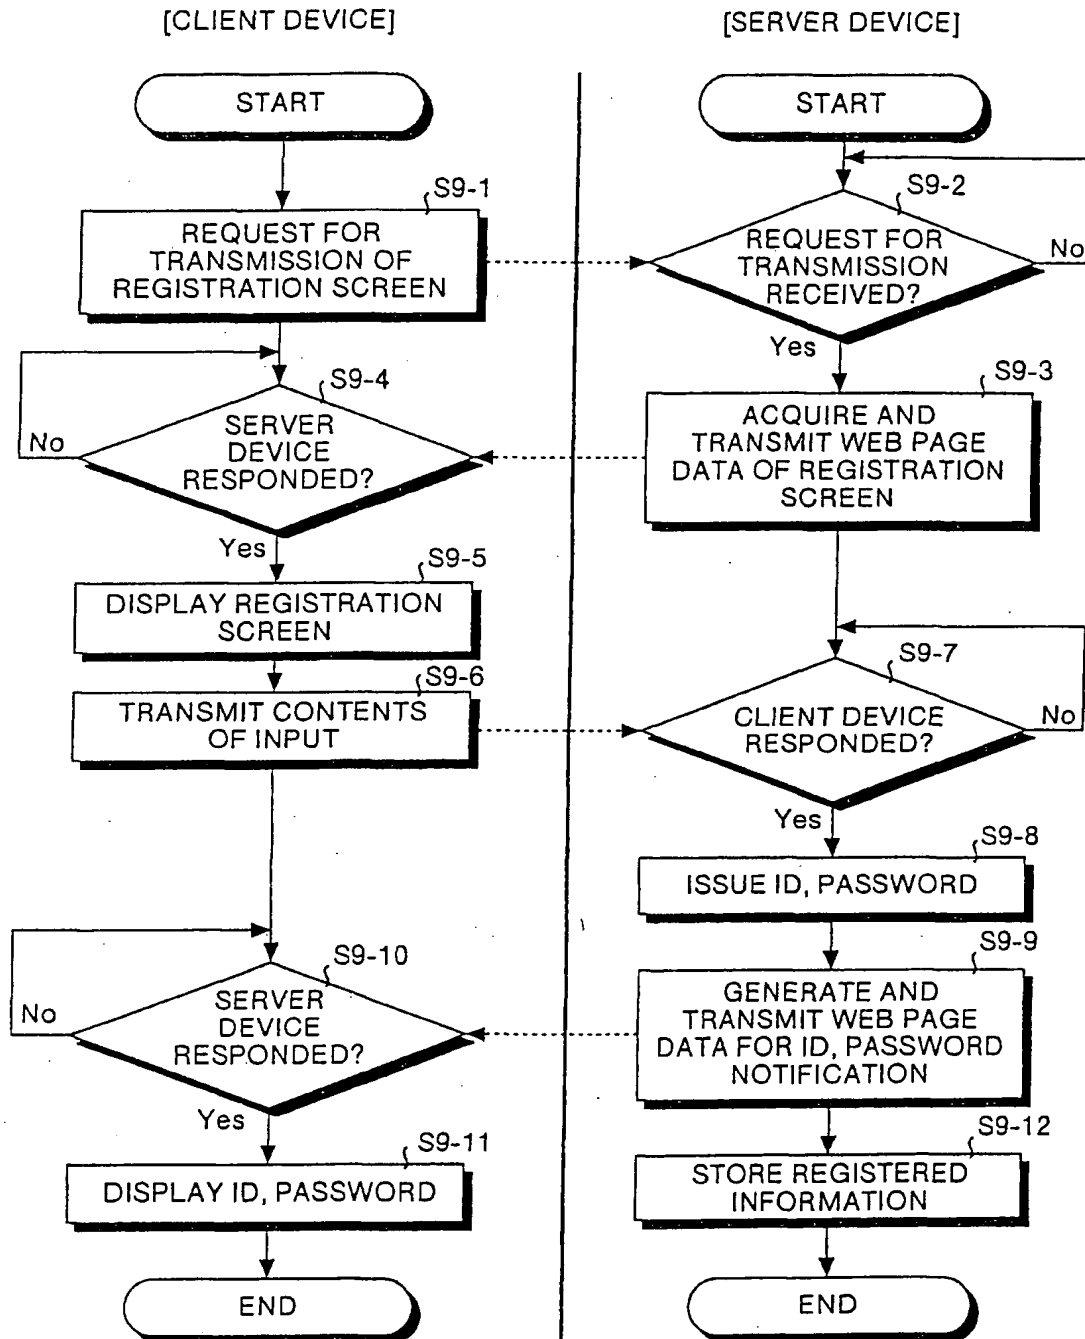 [CLIENT DEVICE]
START
S9-1
REQUEST FOR
TRANSMISSION OF
REGISTRATION SCREEN
S9-4
SERVER
DEVICE
RESPONDED?
No
Yes
S9-5
DISPLAY REGISTRATION
SCREEN
S9-6
TRANSMIT CONTENTS
OF INPUT
S9-10
SERVER
DEVICE
RESPONDED?
No
Yes
S9-11
DISPLAY ID, PASSWORD
END
[SERVER DEVICE]
START
S9-2
REQUEST FOR
TRANSMISSION
RECEIVED?
No
Yes
S9-3
ACQUIRE AND
TRANSMIT WEB PAGE
DATA OF REGISTRATION
SCREEN
S9-7
CLIENT DEVICE
RESPONDED?
No
Yes
S9-8
ISSUE ID, PASSWORD
S9-9
GENERATE AND
TRANSMIT WEB PAGE
DATA FOR ID, PASSWORD
NOTIFICATION
S9-12
STORE REGISTERED
INFORMATION
END